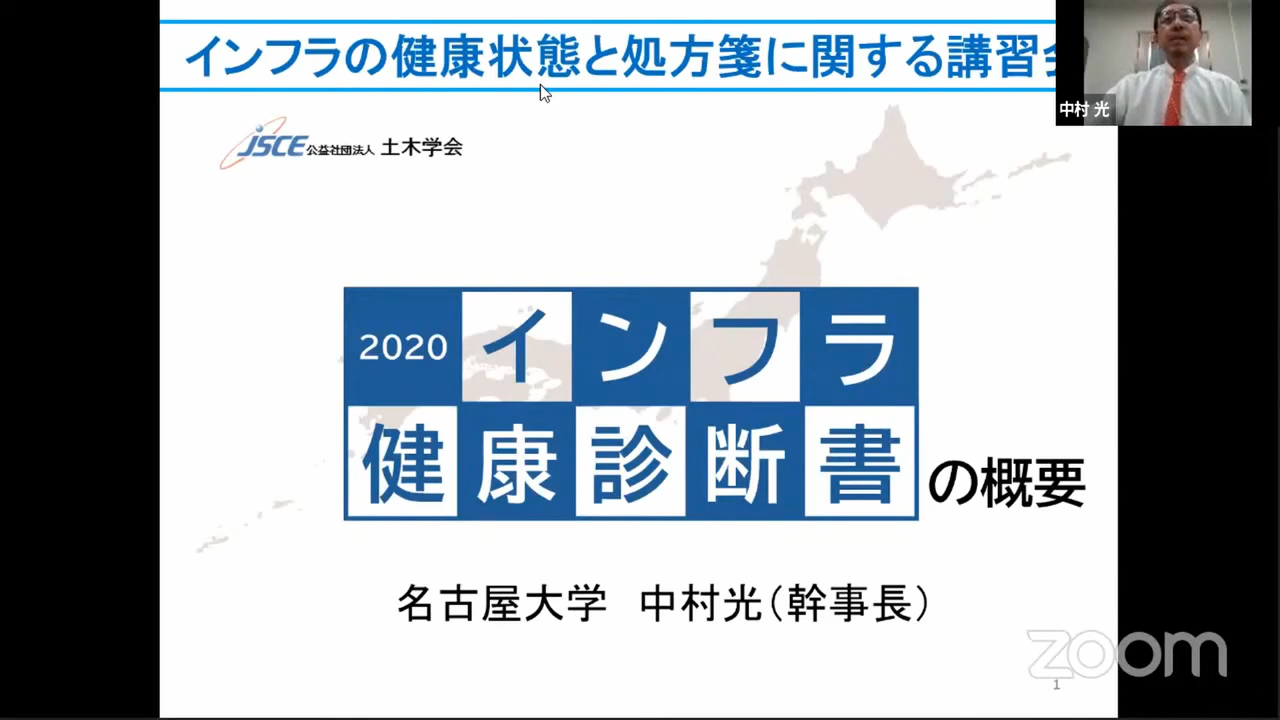 インフラの健康状態と処方箋に関する講習会
中村 光
JSCE 公益社団法人 土木学会
2020 インフラ
健康診断書の概要
名古屋大学 中村光(幹事長)
zoom
1